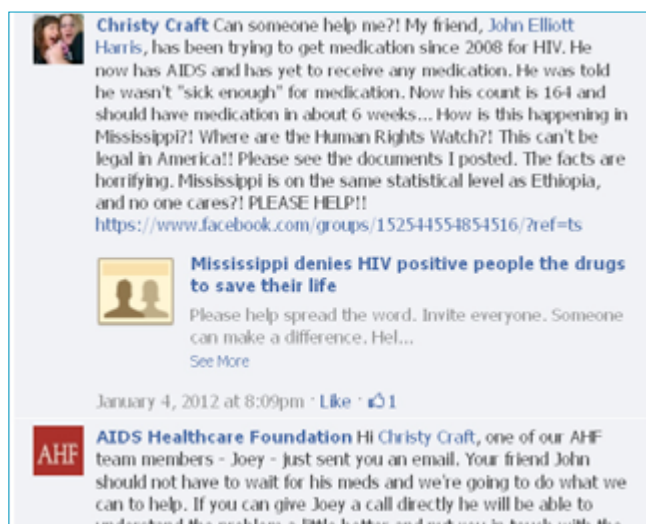 Christy Craft Can someone help me?! My friend, John Elliott
Harris, has been trying to get medication since 2008 for HIV. He
now has AIDS and has yet to receive any medication. He was told
he wasn't "sick enough" for medication. Now his count is 164 and
should have medication in about 6 weeks... How is this happening in
Mississippi?! Where are the Human Rights Watch?! This can't be
legal in America!! Please see the documents I posted. The facts are
horrifying. Mississippi is on the same statistical level as Ethiopia,
and no one cares?! PLEASE HELP!!
https://www.facebook.com/groups/152544554854516/?ref=ts
Mississippi denies HIV positive people the drugs
to save their life
Please help spread the word. Invite everyone. Someone
can make a difference. Hel...
See More
January 4, 2012 at 8:09pm · Like · 1
AHF
AIDS Healthcare Foundation Hi Christy Craft, one of our AHF
team members - Joey - just sent you an email. Your friend John
should not have to wait for his meds and we're going to do what we
can to help. If you can give Joey a call directly he will be able to